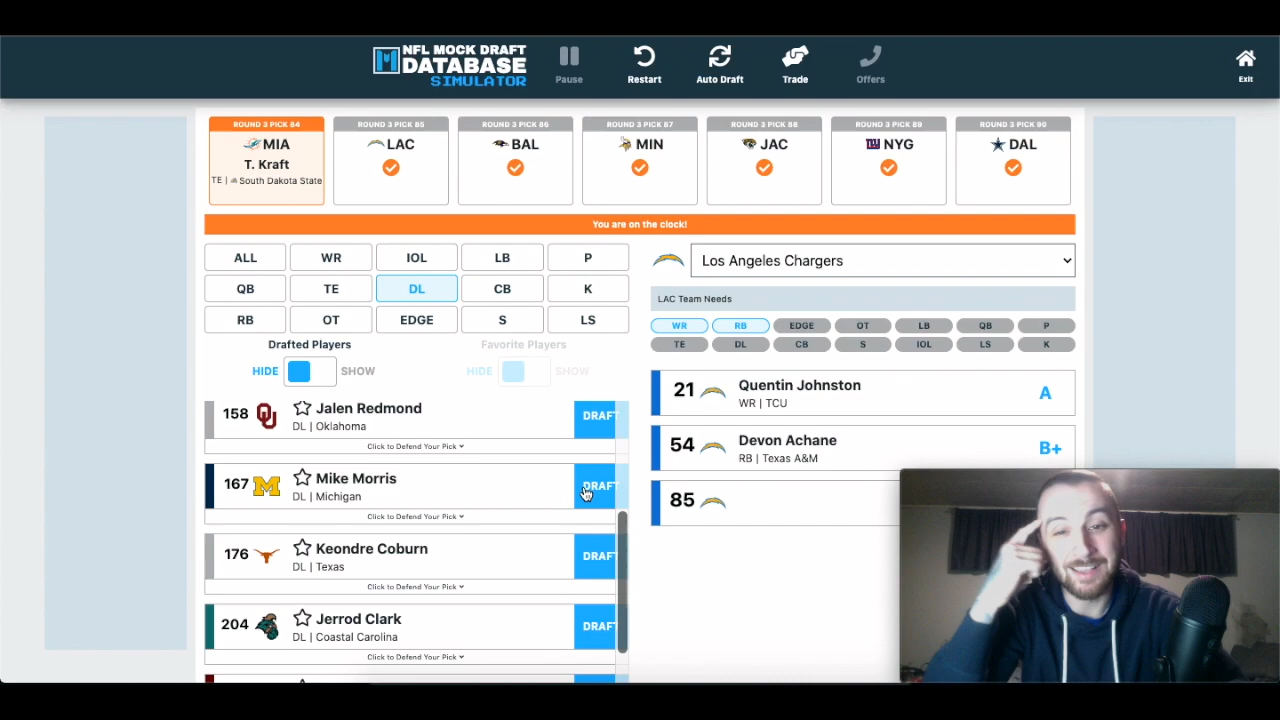 NFL MOCK DRAFT
DATABASE
SIMULATOR
Pause
Restart
Auto Draft
Trade
Offers
Exit
ROUND 3 PICK 84
MIA
T. Kraft
TE | South Dakota State
ROUND 3 PICK 85
LAC
ROUND 3 PICK 86
BAL
ROUND 3 PICK 87
MIN
ROUND 3 PICK 88
JAC
ROUND 3 PICK 89
NYG
ROUND 3 PICK 90
DAL
You are on the clock!
ALL WR IOL LB P
QB TE DL CB K
RB OT EDGE S LS
Drafted Players
HIDE SHOW
Favorite Players
HIDE SHOW
158 Jalen Redmond
DL | Oklahoma
DRAFT
Click to Defend Your Pick
167 Mike Morris
DL | Michigan
DRAFT
Click to Defend Your Pick
176 Keondre Coburn
DL | Texas
DRAFT
Click to Defend Your Pick
204 Jerrod Clark
DL | Coastal Carolina
DRAFT
Click to Defend Your Pick
Los Angeles Chargers
LAC Team Needs
WR RB EDGE OT LB QB P
TE DL CB S IOL LS K
21 Quentin Johnston A
WR | TCU
54 Devon Achane B+
RB | Texas A&M
85